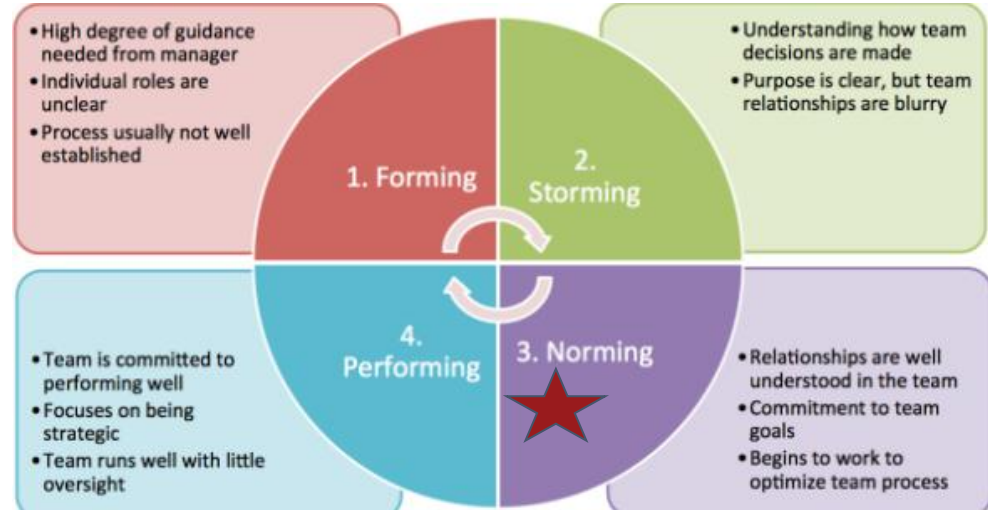 • High degree of guidance
needed from manager
• Individual roles are
unclear
• Process usually not well
established
1. Forming
2.
Storming
• Understanding how team
decisions are made
• Purpose is clear, but team
relationships are blurry
• Team is committed to
performing well
• Focuses on being
strategic
• Team runs well with little
oversight
4.
Performing
3. Norming
• Relationships are well
understood in the team
• Commitment to team
goals
• Begins to work to
optimize team process